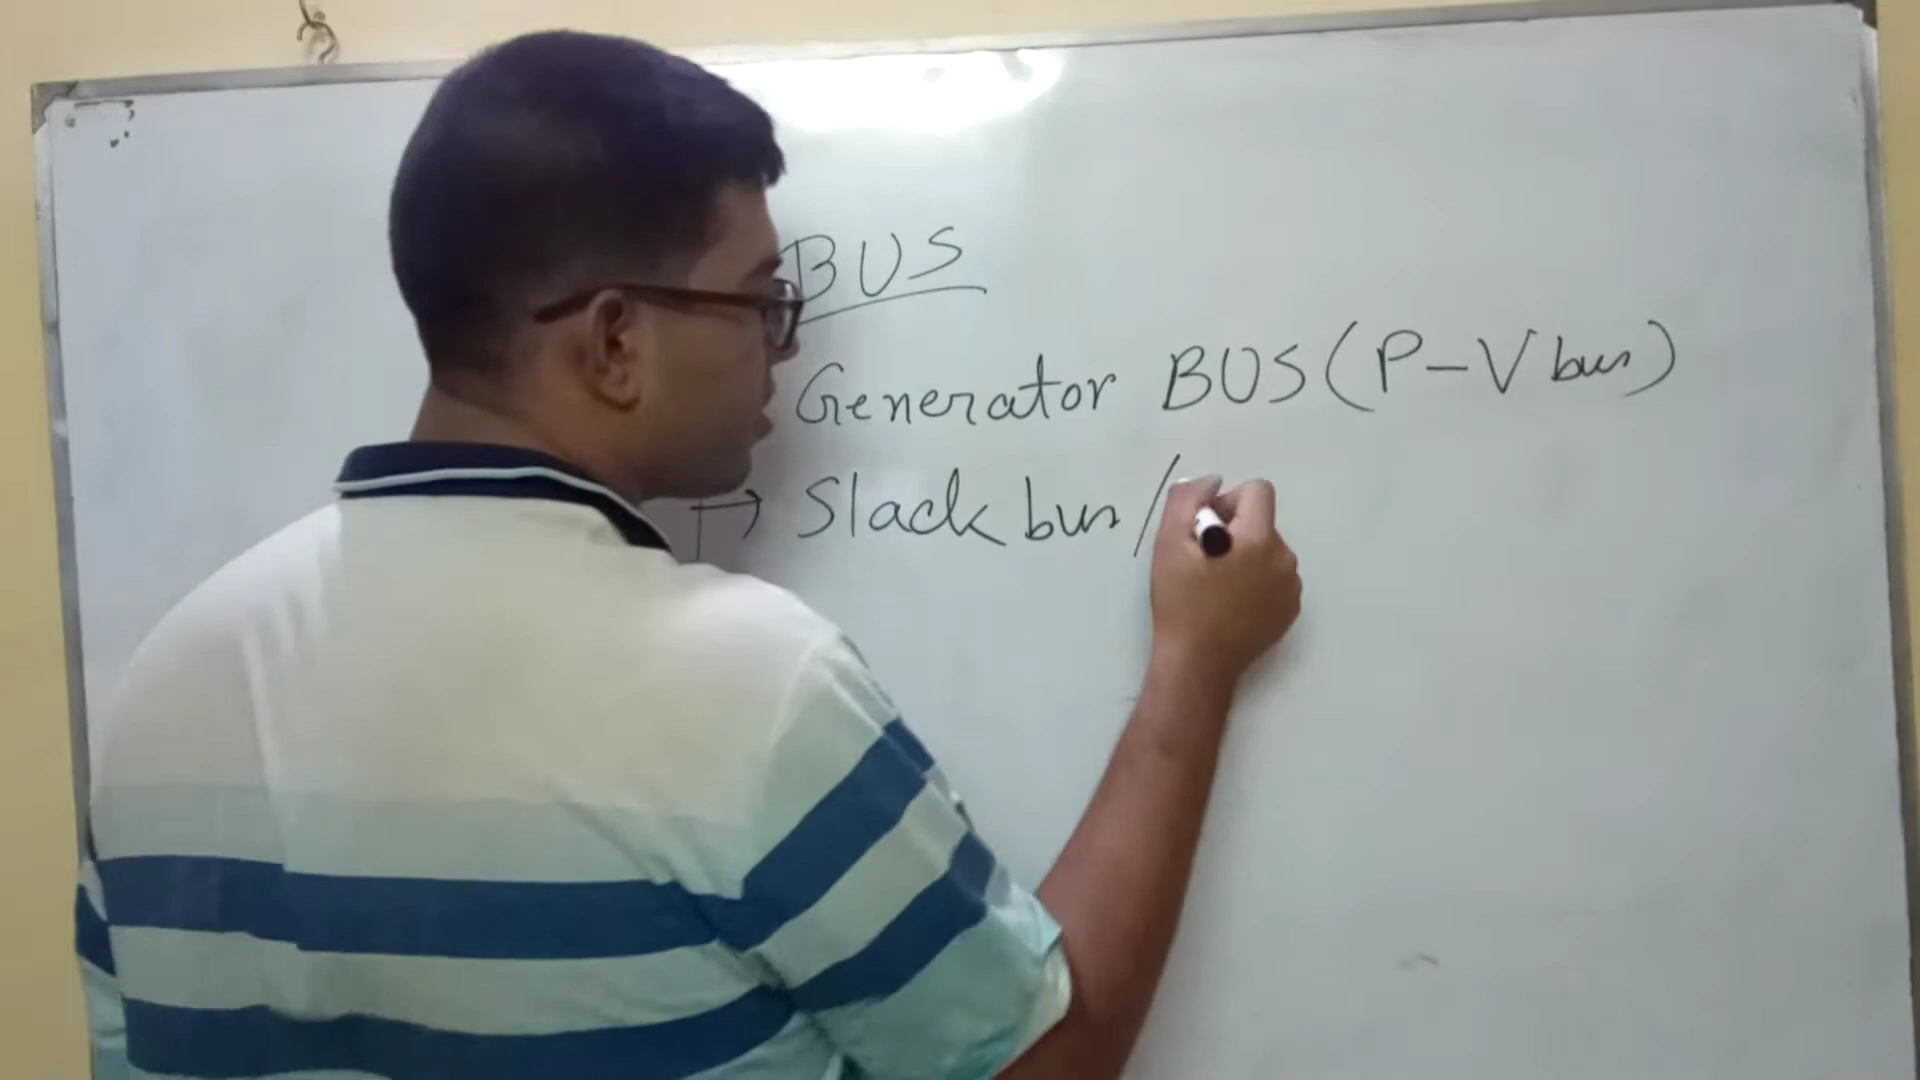 BUS
Generator BUS (P-V bus)
→ Slack bus /